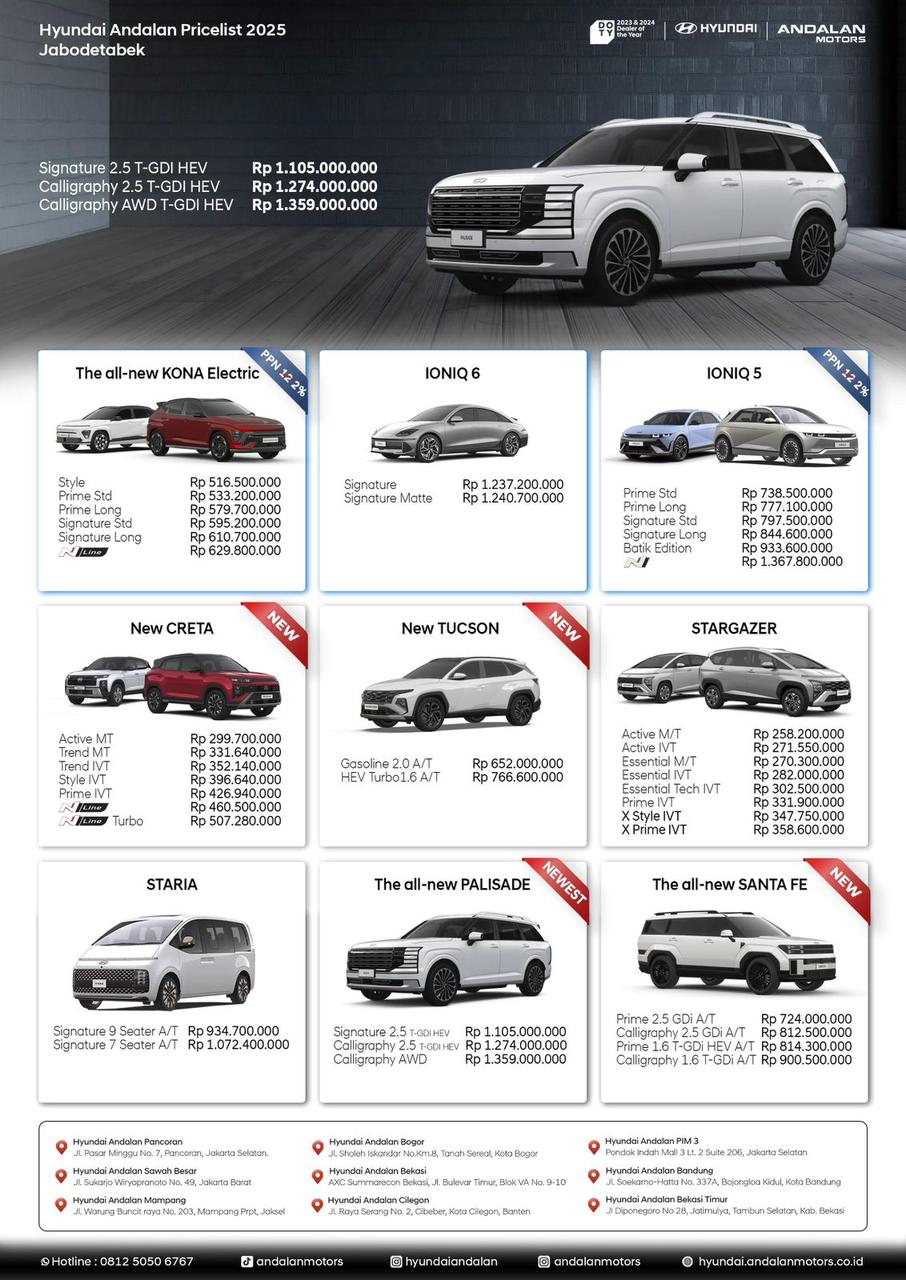 Hyundai Andalan Pricelist 2025
Jabodetabek
DOTY 2023 & 2024 Dealer of the Year
HYUNDAI
ANDALAN MOTORS
Signature 2.5 T-GDI HEV Rp 1.105.000.000
Calligraphy 2.5 T-GDI HEV Rp 1.274.000.000
Calligraphy AWD T-GDI HEV Rp 1.359.000.000
The all-new KONA Electric
PPN 12 2%
Style Rp 516.500.000
Prime Std Rp 533.200.000
Prime Long Rp 579.700.000
Signature Std Rp 595.200.000
Signature Long Rp 610.700.000
N Line Rp 629.800.000
IONIQ 6
Signature Rp 1.237.200.000
Signature Matte Rp 1.240.700.000
IONIQ 5
PPN 12 2%
Prime Std Rp 738.500.000
Prime Long Rp 777.100.000
Signature Std Rp 797.500.000
Signature Long Rp 844.600.000
Batik Edition Rp 933.600.000
N Rp 1.367.800.000
New CRETA
NEW
Active MT Rp 299.700.000
Trend MT Rp 331.640.000
Trend IVT Rp 352.140.000
Style IVT Rp 396.640.000
Prime IVT Rp 426.940.000
N Line Rp 460.500.000
N Line Turbo Rp 507.280.000
New TUCSON
NEW
Gasoline 2.0 A/T Rp 652.000.000
HEV Turbo1.6 A/T Rp 766.600.000
STARGAZER
Active M/T Rp 258.200.000
Active IVT Rp 271.550.000
Essential M/T Rp 270.300.000
Essential IVT Rp 282.000.000
Essential Tech IVT Rp 302.500.000
Prime IVT Rp 331.900.000
X Style IVT Rp 347.750.000
X Prime IVT Rp 358.600.000
STARIA
Signature 9 Seater A/T Rp 934.700.000
Signature 7 Seater A/T Rp 1.072.400.000
The all-new PALISADE
NEWEST
Signature 2.5 T-GDI HEV Rp 1.105.000.000
Calligraphy 2.5 T-GDI HEV Rp 1.274.000.000
Calligraphy AWD Rp 1.359.000.000
The all-new SANTA FE
NEW
Prime 2.5 GDi A/T Rp 724.000.000
Calligraphy 2.5 GDi A/T Rp 812.500.000
Prime 1.6 T-GDi HEV A/T Rp 814.300.000
Calligraphy 1.6 T-GDi A/T Rp 900.500.000
Hyundai Andalan Pancoran
Jl. Pasar Minggu No. 7, Pancoran, Jakarta Selatan.
Hyundai Andalan Sawah Besar
Jl. Sukarjo Wiryopranoto No. 49, Jakarta Barat
Hyundai Andalan Mampang
Jl. Warung Buncit raya No. 203, Mampang Prpt, Jaksel
Hyundai Andalan Bogor
Jl. Sholeh Iskandar No.Km.8, Tanah Sereal, Kota Bogor
Hyundai Andalan Bekasi
AXC Summarecon Bekasi, Jl. Bulevar Timur, Blok VA No. 9-10
Hyundai Andalan Cilegon
Jl. Raya Serang No. 2, Cibeber, Kota Cilegon, Banten
Hyundai Andalan PIM 3
Pondok Indah Mall 3 Lt. 2 Suite 206, Jakarta Selatan
Hyundai Andalan Bandung
Jl. Soekarno-Hatta No. 337A, Bojongloa Kidul, Kota Bandung
Hyundai Andalan Bekasi Timur
Jl Diponegoro No 28, Jatimulya, Tambun Selatan, Kab. Bekasi
Hotline : 0812 5050 6767
andalanmotors
hyundaiandalan
andalanmotors
hyundai.andalanmotors.co.id